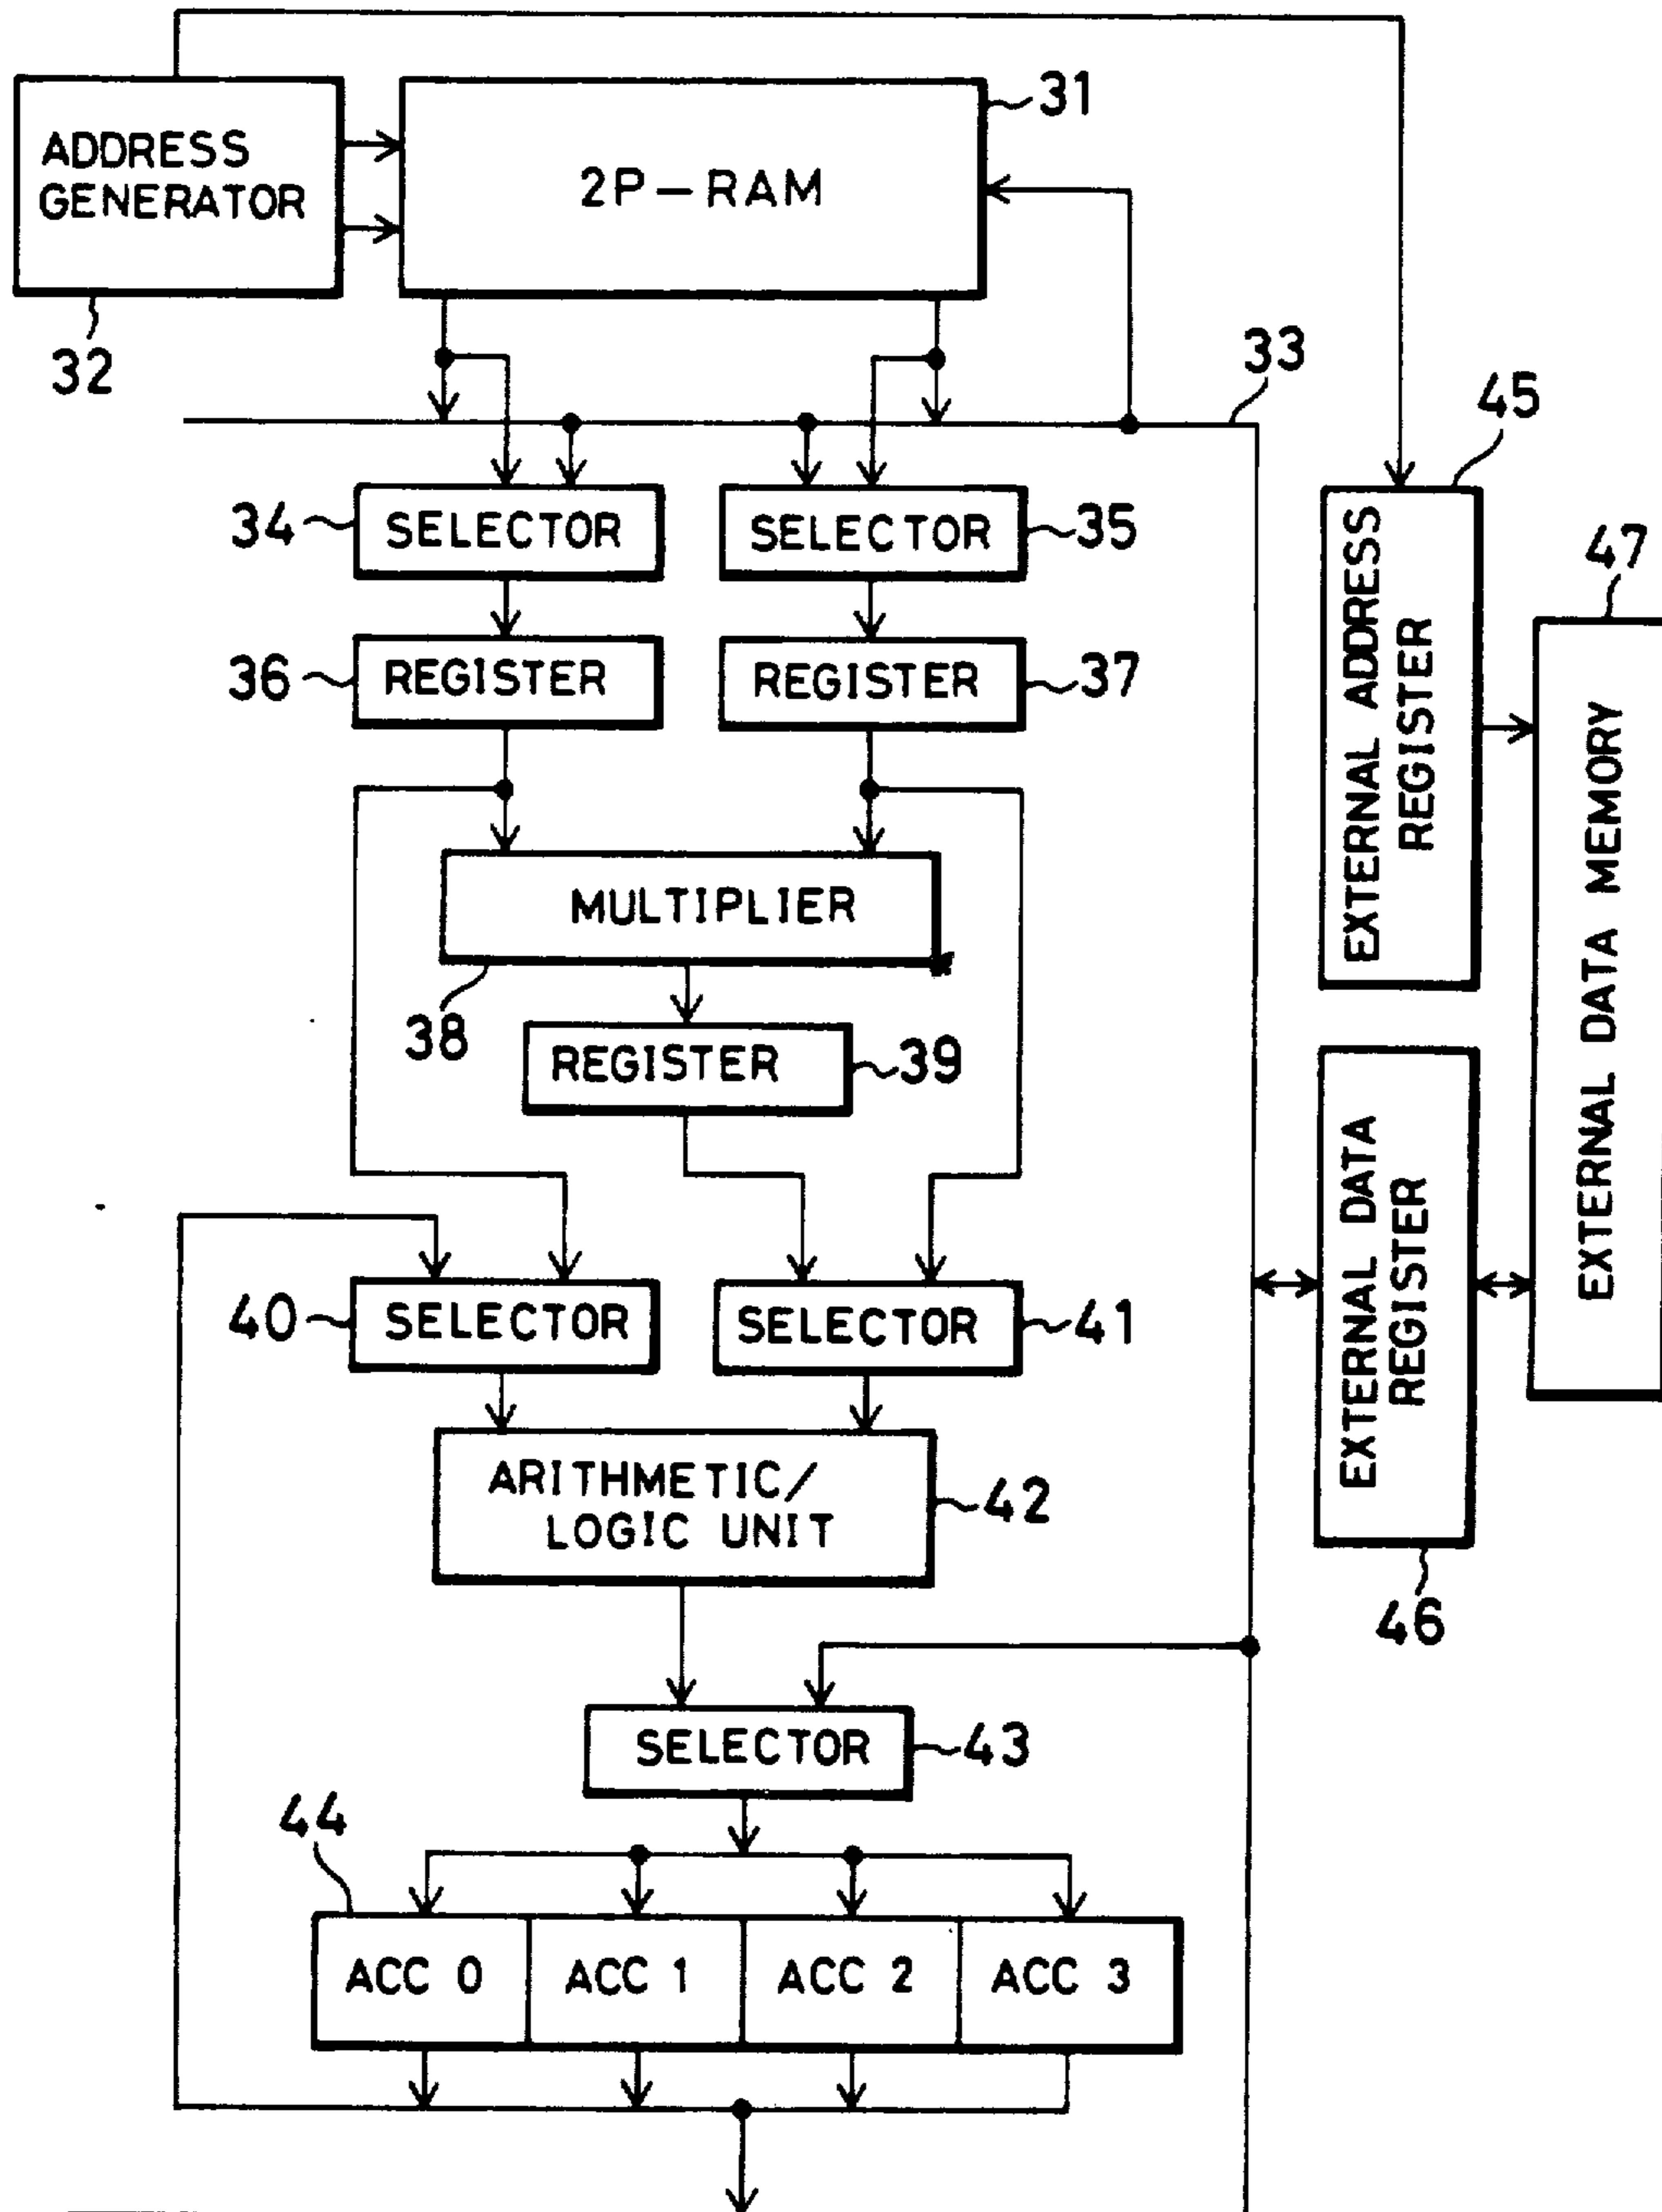 31
ADDRESS
GENERATOR
2P-RAM
32
33
45
34
SELECTOR
SELECTOR
35
47
36
REGISTER
REGISTER
37
EXTERNAL ADDRESS
REGISTER
EXTERNAL DATA MEMORY
MULTIPLIER
38
REGISTER
39
EXTERNAL DATA
REGISTER
40
SELECTOR
SELECTOR
41
ARITHMETIC/
LOGIC UNIT
42
46
SELECTOR
43
44
ACC 0
ACC 1
ACC 2
ACC 3